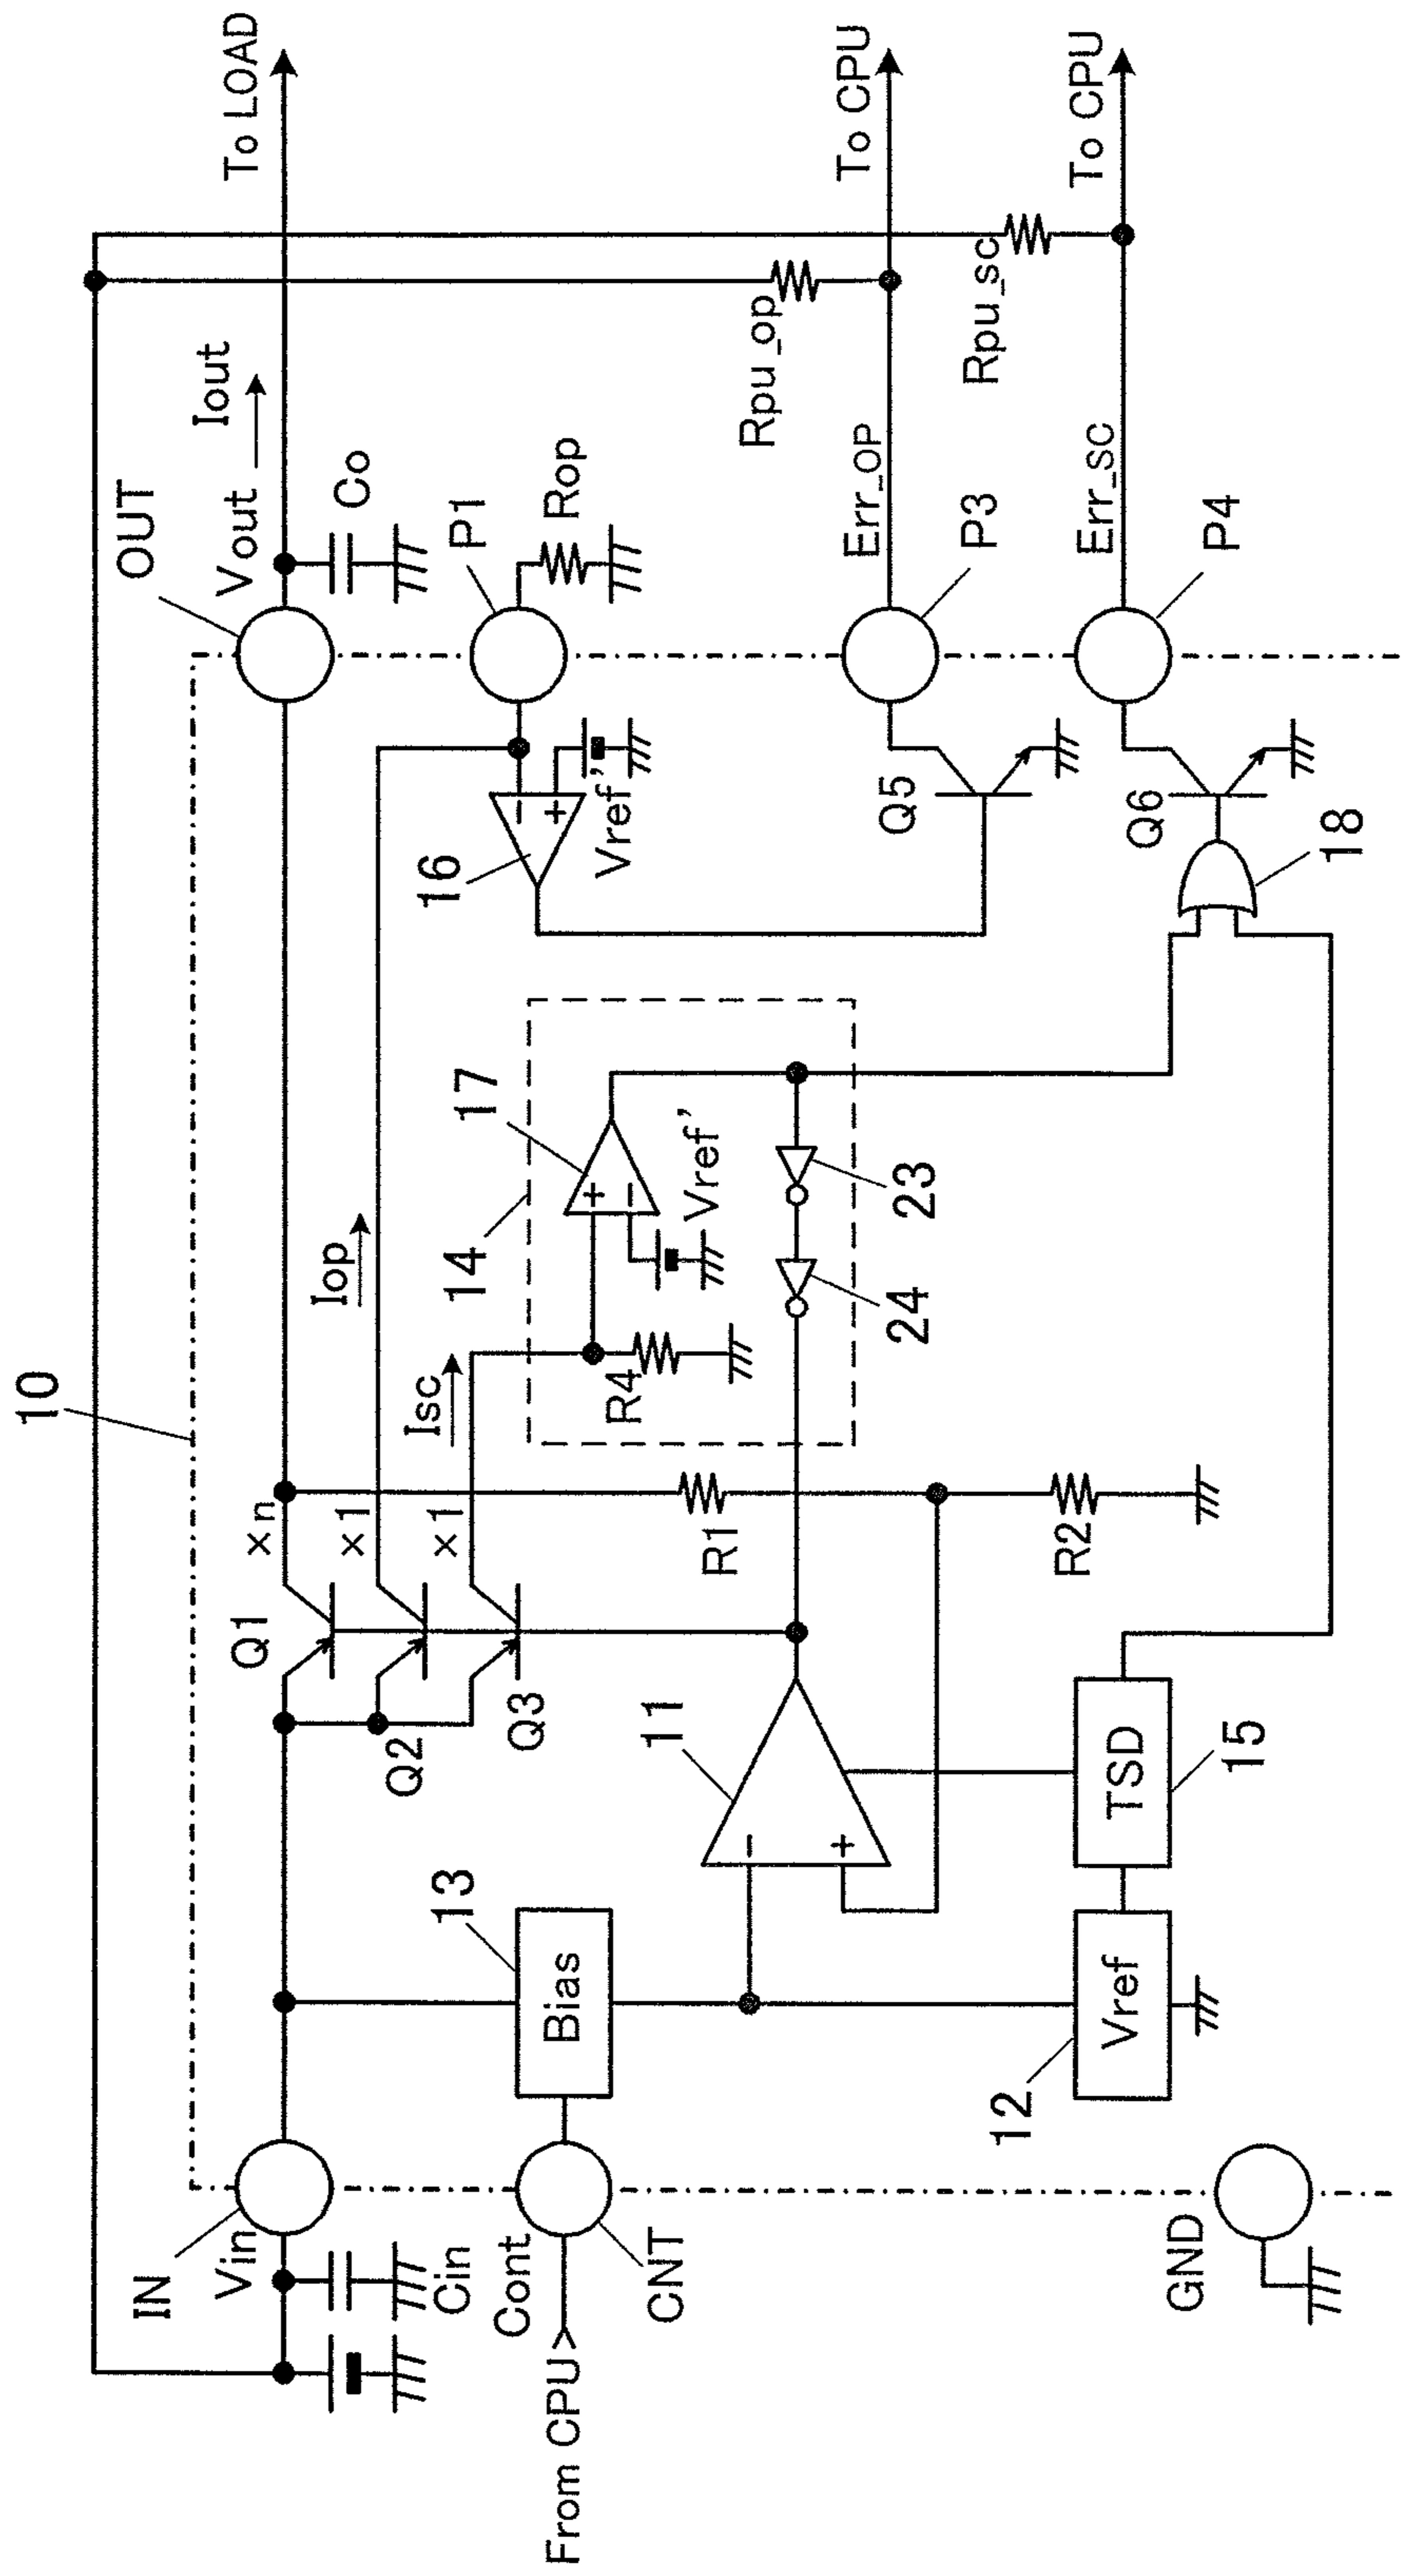 10
IN
Vin
Cin
Cont
From CPU
CNT
GND
13
Bias
12
Vref
TSD
15
11
−
+
Q1
Q2
Q3
×n
×1
×1
R1
R2
Isc
Iop
14
R4
17
+
−
Vref'
23
24
16
−
+
Vref'
Q5
Q6
18
OUT
Vout
Iout
Co
P1
Rop
Err_OP
P3
Err_SC
P4
Rpu_op
Rpu_sc
To LOAD
To CPU
To CPU